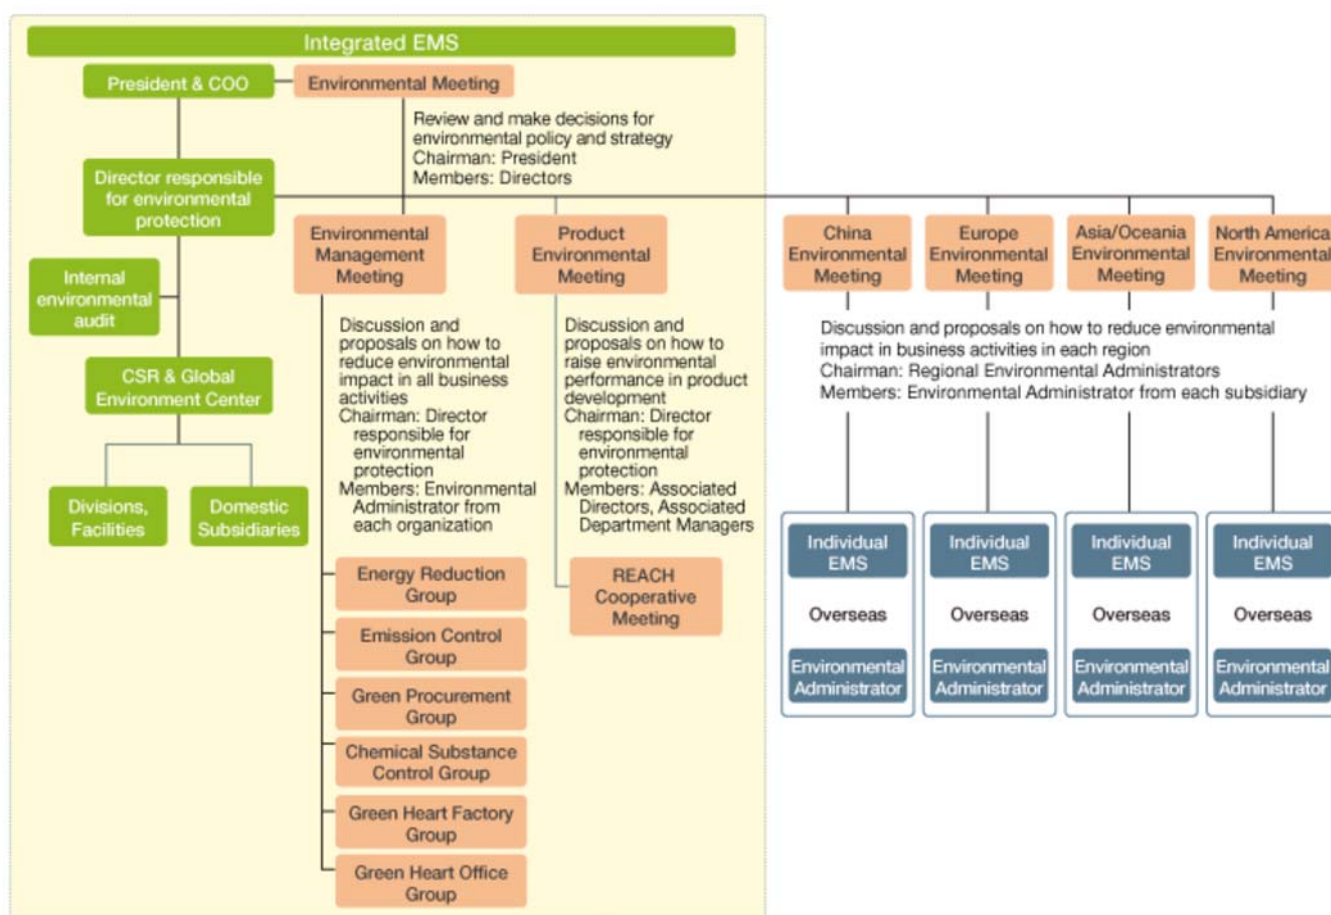 Integrated EMS
President & COO
Environmental Meeting
Review and make decisions for
environmental policy and strategy
Chairman: President
Members: Directors
Director responsible
for environmental
protection
Environmental
Management
Meeting
Product
Environmental
Meeting
China
Environmental
Meeting
Europe
Environmental
Meeting
Asia/Oceania
Environmental
Meeting
North America
Environmental
Meeting
Internal
environmental
audit
Discussion and
proposals on how to
reduce environmental
impact in all business
activities
Chairman: Director
responsible for
environmental
protection
Members: Environmental
Administrator from
each organization
Discussion and
proposals on how to
raise environmental
performance in product
development
Chairman: Director
responsible for
environmental
protection
Members: Associated
Directors, Associated
Department Managers
Discussion and proposals on how to reduce environmental
impact in business activities in each region
Chairman: Regional Environmental Administrators
Members: Environmental Administrator from each subsidiary
CSR & Global
Environment Center
Divisions,
Facilities
Domestic
Subsidiaries
Energy Reduction
Group
Emission Control
Group
Green Procurement
Group
Chemical Substance
Control Group
Green Heart Factory
Group
Green Heart Office
Group
REACH
Cooperative
Meeting
Individual
EMS
Overseas
Environmental
Administrator
Individual
EMS
Overseas
Environmental
Administrator
Individual
EMS
Overseas
Environmental
Administrator
Individual
EMS
Overseas
Environmental
Administrator